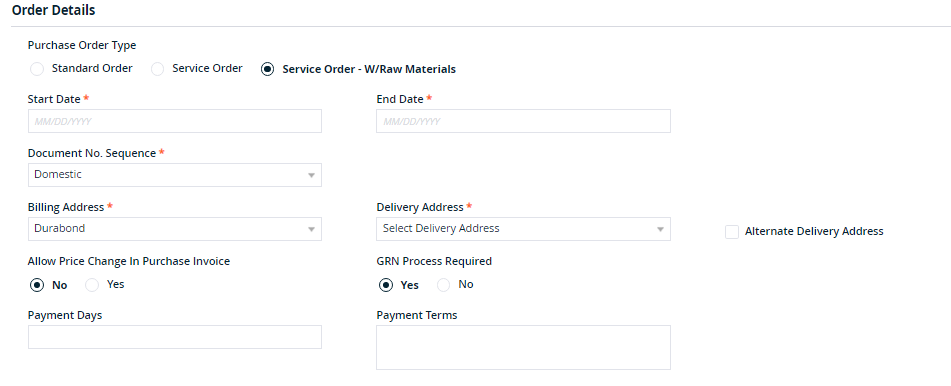 Order Details
Purchase Order Type
Standard Order Service Order Service Order - W/Raw Materials
Start Date * End Date *
MM/DD/YYYY MM/DD/YYYY
Document No. Sequence *
Domestic
Billing Address * Delivery Address *
Durabond Select Delivery Address Alternate Delivery Address
Allow Price Change In Purchase Invoice GRN Process Required
No Yes Yes No
Payment Days Payment Terms